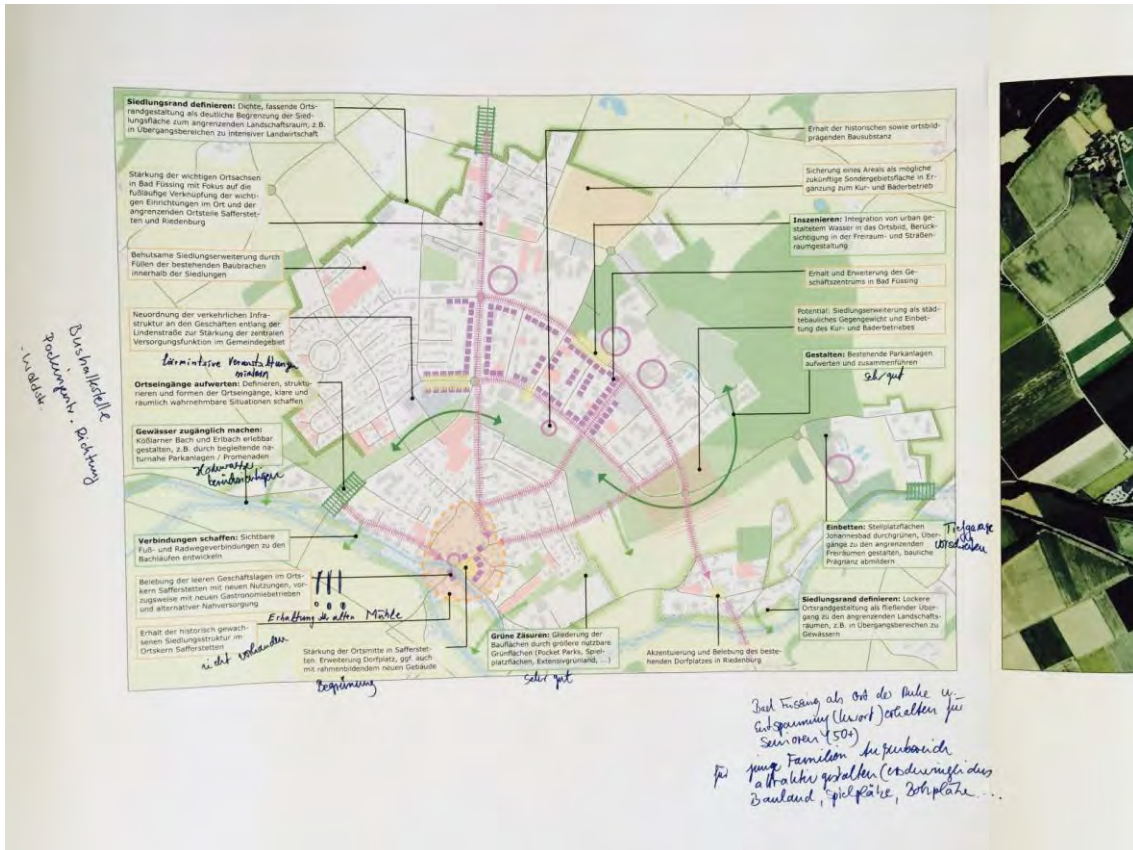 Siedlungsrand definieren: Dichte, fassende Orts-
randgestaltung als deutliche Begrenzung der Sied-
lungsfläche zum angrenzenden Landschaftsraum, z.B.
in Übergangsbereichen zu intensiver Landwirtschaft
Stärkung der wichtigen Ortsachsen
in Bad Füssing mit Fokus auf die
fußläufige Verknüpfung der wichti-
gen Einrichtungen im Ort und der
angrenzenden Ortsteile Safferstet-
ten und Riedenburg
Behutsame Siedlungserweiterung durch
Füllen der bestehenden Baubrachen
innerhalb der Siedlungen
Neuordnung der verkehrlichen Infra-
struktur an den Geschäften entlang der
Lindenstraße zur Stärkung der zentralen
Versorgungsfunktion im Gemeindegebiet
lärmintensive Veranstaltungen
Ortseingänge aufwerten: Definieren, struktu-
rieren und formen der Ortseingänge, klare und
räumlich wahrnehmbare Situationen schaffen
Gewässer zugänglich machen:
Kößlarner Bach und Erlbach erlebbar
gestalten, z.B. durch begleitende na-
turnahe Parkanlagen / Promenaden
Hochwasser
berücksichtigen
Verbindungen schaffen: Sichtbare
Fuß- und Radwegeverbindungen zu den
Bachläufen entwickeln
Belebung der leeren Geschäftslagen im Orts-
kern Safferstetten mit neuen Nutzungen, vor-
zugsweise mit neuen Gastronomiebetrieben
und alternativer Nahversorgung
!!!
Erhaltung der alten Mühle
Erhalt der historisch gewach-
senen Siedlungsstruktur im
Ortskern Safferstetten
nicht vorhanden
Stärkung der Ortsmitte in Safferstet-
ten. Erweiterung Dorfplatz, ggf. auch
mit rahmenbildendem neuen Gebäude
Begrünung
Grüne Zäsuren: Gliederung der
Bauflächen durch größere nutzbare
Grünflächen (Pocket Parks, Spiel-
platzflächen, Extensivgrünland, ...)
sehr gut
Akzentuierung und Belebung des beste-
henden Dorfplatzes in Riedenburg
Erhalt der historischen sowie ortsbild-
prägenden Bausubstanz
Sicherung eines Areals als mögliche
zukünftige Sondergebietsfläche in Er-
gänzung zum Kur- und Bäderbetrieb
Inszenieren: Integration von urban ge-
staltetem Wasser in das Ortsbild, Berück-
sichtigung in der Freiraum- und Straßen-
raumgestaltung
Erhalt und Erweiterung des Ge-
schäftszentrums in Bad Füssing
Potential: Siedlungserweiterung als städ-
tebauliches Gegengewicht und Einbet-
tung des Kur- und Bäderbetriebes
Gestalten: Bestehende Parkanlagen
aufwerten und zusammenführen
sehr gut
Einbetten: Stellplatzflächen
Johannesbad durchgrünen, Über-
gänge zu den angrenzenden
Freiräumen gestalten, bauliche
Prägnanz abmildern
Tiefgarage
vorschreiben
Siedlungsrand definieren: Lockere
Ortsrandgestaltung als fließender Über-
gang zu den angrenzenden Landschafts-
räumen, z.B. in Übergangsbereichen zu
Gewässern
Bushaltestelle
Pockingerstr. Richtung
- Waldstr.
Bad Füssing als Ort der Ruhe u.
Entspannung (Kurort) erhalten für
Senioren (50+)
Für junge Familien Außenbereich
attraktiv gestalten (erschwingliches
Bauland, Spielplätze, Bolzplätze ...